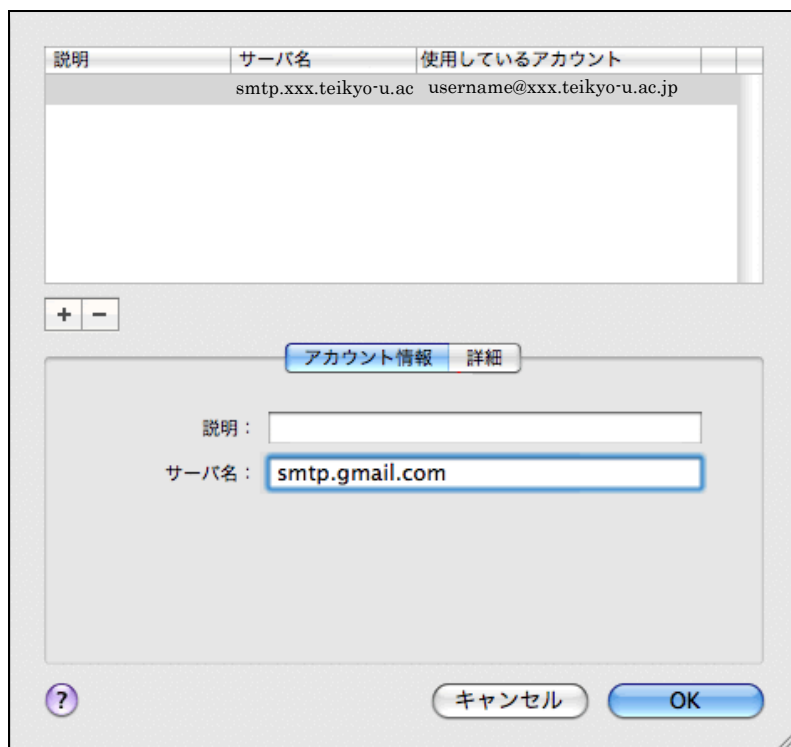 説明 サーバ名 使用しているアカウント
smtp.xxx.teikyo-u.ac username@xxx.teikyo-u.ac.jp
+ −
アカウント情報 詳細
説明：
サーバ名： smtp.gmail.com
? キャンセル OK